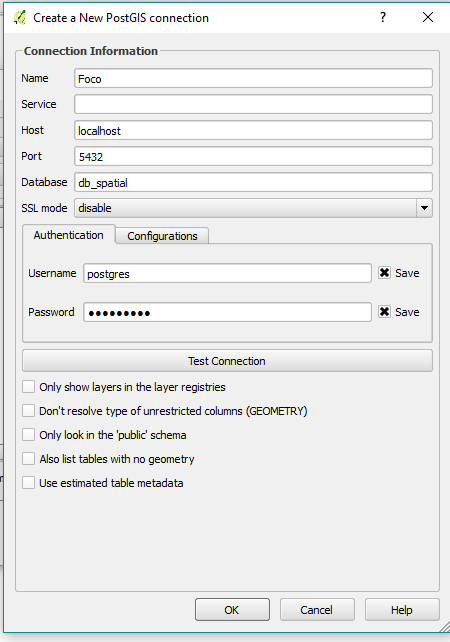 Create a New PostGIS connection
Connection Information
Name Foco
Service
Host localhost
Port 5432
Database db_spatial
SSL mode disable
Authentication Configurations
Username postgres Save
Password ●●●●●●●●● Save
Test Connection
Only show layers in the layer registries
Don't resolve type of unrestricted columns (GEOMETRY)
Only look in the 'public' schema
Also list tables with no geometry
Use estimated table metadata
OK Cancel Help